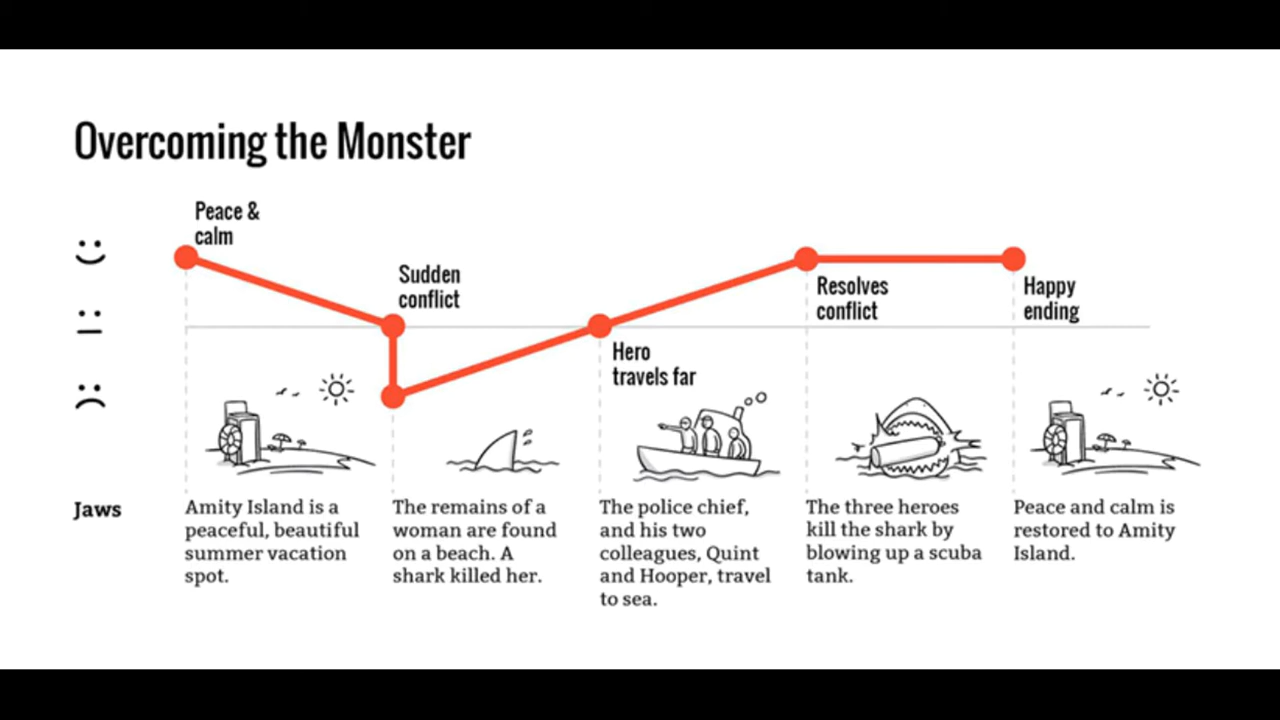 Overcoming the Monster
Peace &
calm
Sudden
conflict
Hero
travels far
Resolves
conflict
Happy
ending
Jaws
Amity Island is a
peaceful, beautiful
summer vacation
spot.
The remains of a
woman are found
on a beach. A
shark killed her.
The police chief,
and his two
colleagues, Quint
and Hooper, travel
to sea.
The three heroes
kill the shark by
blowing up a scuba
tank.
Peace and calm is
restored to Amity
Island.